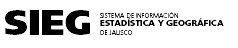 SIEG
SISTEMA DE INFORMACIÓN
ESTADÍSTICA Y GEOGRÁFICA
DE JALISCO